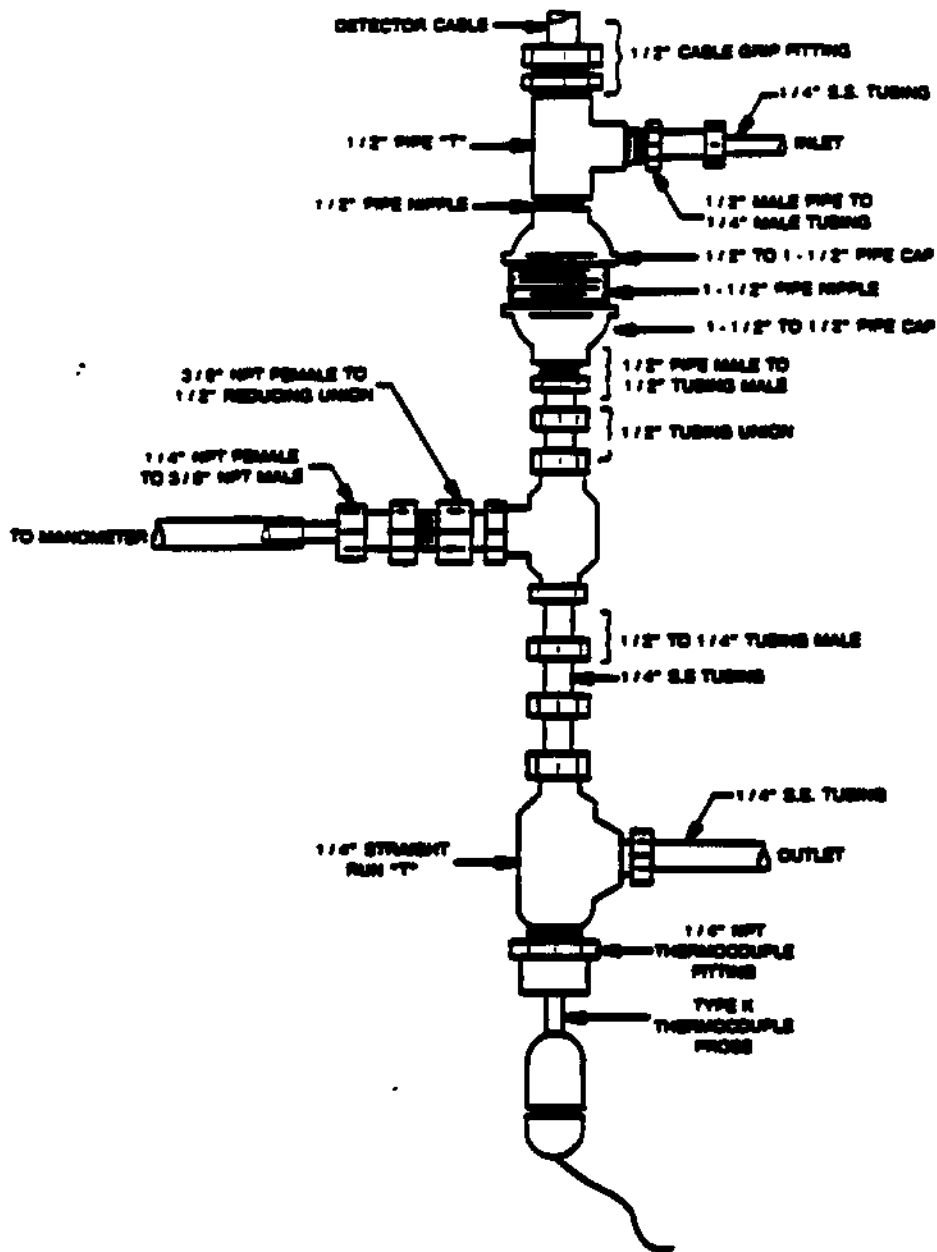 DETECTOR CABLE
1/2" CABLE GRIP FITTING
1/4" S.S. TUBING
1/2" PIPE "T"
INLET
1/2" PIPE NIPPLE
1/2" MALE PIPE TO
1/4" MALE TUBING
1/2" TO 1-1/2" PIPE CAP
1-1/2" PIPE NIPPLE
1-1/2" TO 1/2" PIPE CAP
1/2" PIPE MALE TO
1/2" TUBING MALE
3/8" NPT FEMALE TO
1/2" REDUCING UNION
1/2" TUBING UNION
1/4" NPT FEMALE
TO 3/8" NPT MALE
TO MANOMETER
1/2" TO 1/4" TUBING MALE
1/4" S.S TUBING
1/4" S.S. TUBING
1/4" STRAIGHT
RUN "T"
OUTLET
1/4" NPT
THERMOCOUPLE
FITTING
TYPE K
THERMOCOUPLE
PROBE